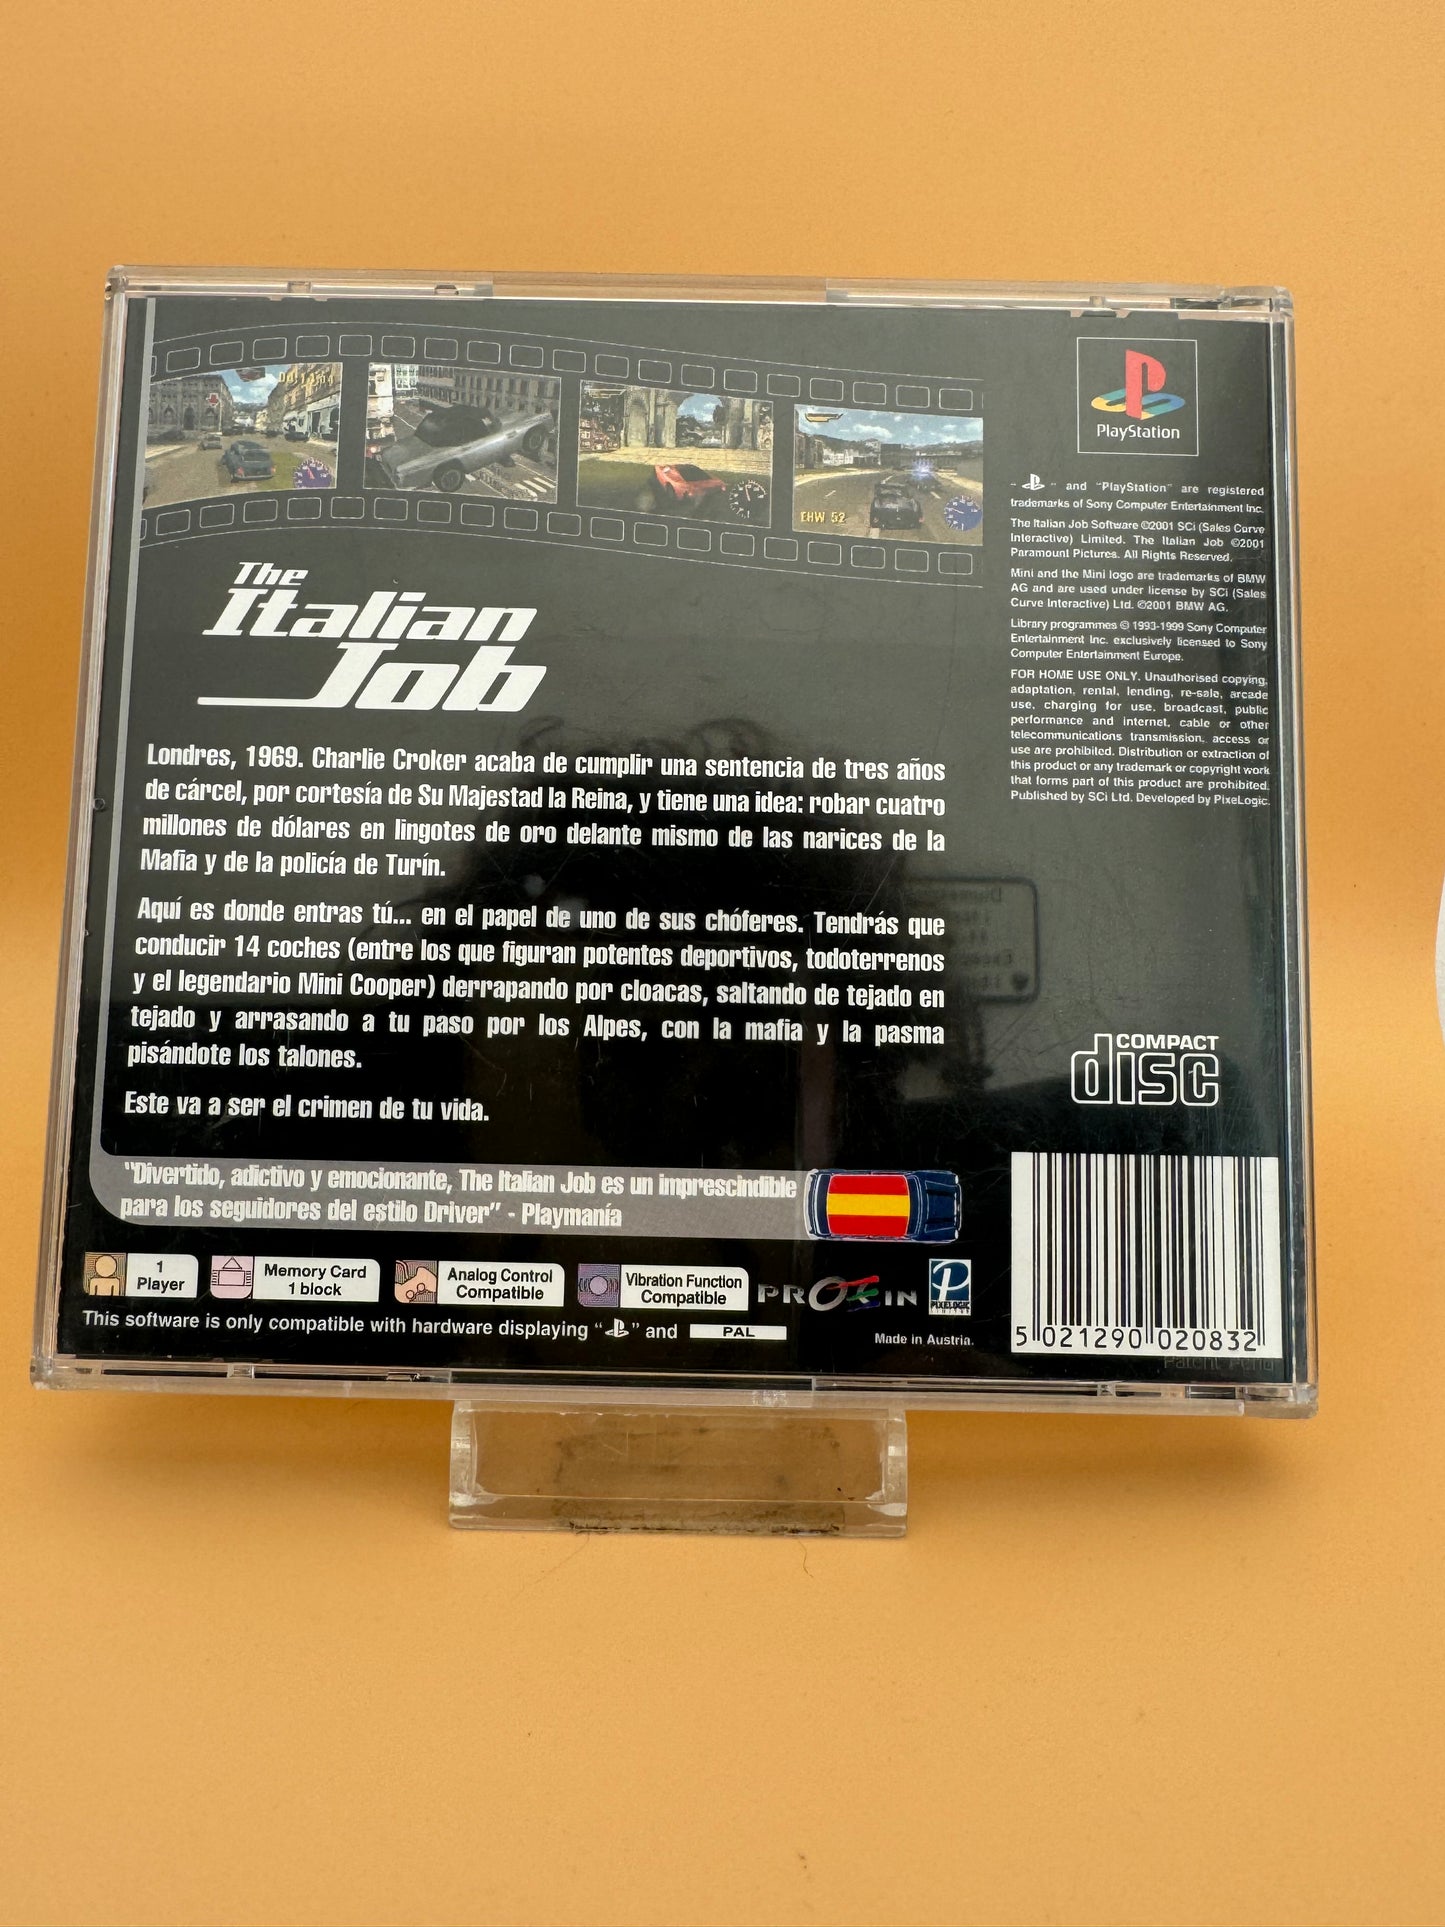 The
Italian
Job
Londres, 1969. Charlie Croker acaba de cumplir una sentencia de tres años
de cárcel, por cortesía de Su Majestad la Reina, y tiene una idea: robar cuatro
millones de dólares en lingotes de oro delante mismo de las narices de la
Mafia y de la policía de Turín.
Aquí es donde entras tú... en el papel de uno de sus chóferes. Tendrás que
conducir 14 coches (entre los que figuran potentes deportivos, todoterrenos
y el legendario Mini Cooper) derrapando por cloacas, saltando de tejado en
tejado y arrasando a tu paso por los Alpes, con la mafia y la pasma
pisándote los talones.
Este va a ser el crimen de tu vida.
"Divertido, adictivo y emocionante, The Italian Job es un imprescindible
para los seguidores del estilo Driver" - Playmanía
1
Player
Memory Card
1 block
Analog Control
Compatible
Vibration Function
Compatible
PROEIN
PIXELOGIC
This software is only compatible with hardware displaying " " and PAL
Made in Austria.
PlayStation
" " and "PlayStation" are registered
trademarks of Sony Computer Entertainment Inc.
The Italian Job Software ©2001 SCi (Sales Curve
Interactive) Limited. The Italian Job ©2001
Paramount Pictures. All Rights Reserved.
Mini and the Mini logo are trademarks of BMW
AG and are used under license by SCi (Sales
Curve Interactive) Ltd. ©2001 BMW AG.
Library programmes © 1993-1999 Sony Computer
Entertainment Inc. exclusively licensed to Sony
Computer Entertainment Europe.
FOR HOME USE ONLY. Unauthorised copying,
adaptation, rental, lending, re-sale, arcade
use, charging for use, broadcast, public
performance and internet, cable or other
telecommunications transmission, access or
use are prohibited. Distribution or extraction of
this product or any trademark or copyright work
that forms part of this product are prohibited.
Published by SCi Ltd. Developed by PixeLogic.
COMPACT
disc
5 021290 020832
EHW 52